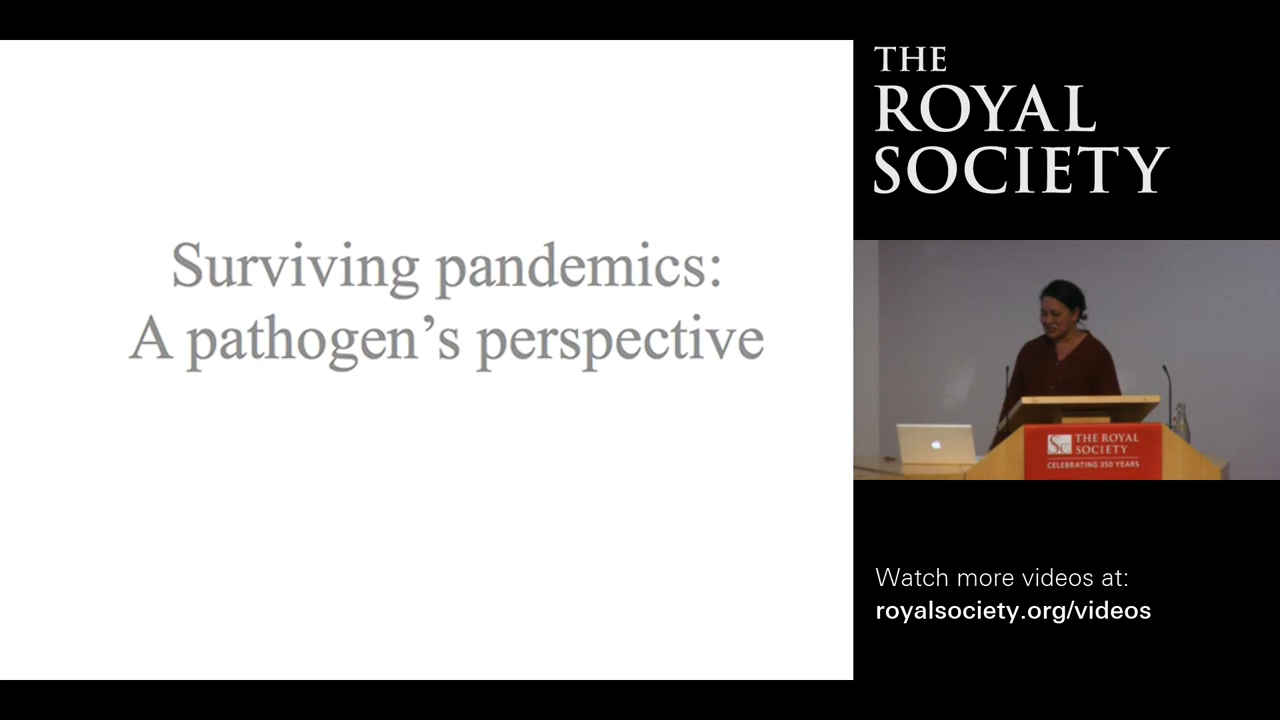 Surviving pandemics:
A pathogen’s perspective
THE
ROYAL
SOCIETY
THE ROYAL
SOCIETY
CELEBRATING 350 YEARS
Watch more videos at:
royalsociety.org/videos